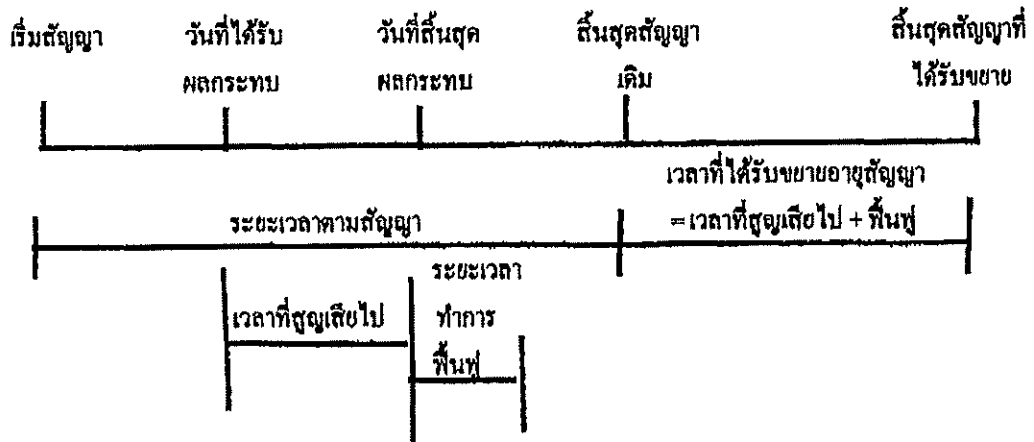 เริ่มสัญญา
วันที่ได้รับ
ผลกระทบ
วันที่สิ้นสุด
ผลกระทบ
สิ้นสุดสัญญา
เดิม
สิ้นสุดสัญญาที่
ได้รับขยาย
เวลาที่ได้รับขยายอายุสัญญา
=เวลาที่สูญเสียไป + ฟื้นฟู
ระยะเวลาตามสัญญา
เวลาที่สูญเสียไป
ระยะเวลา
ทำการ
ฟื้นฟู